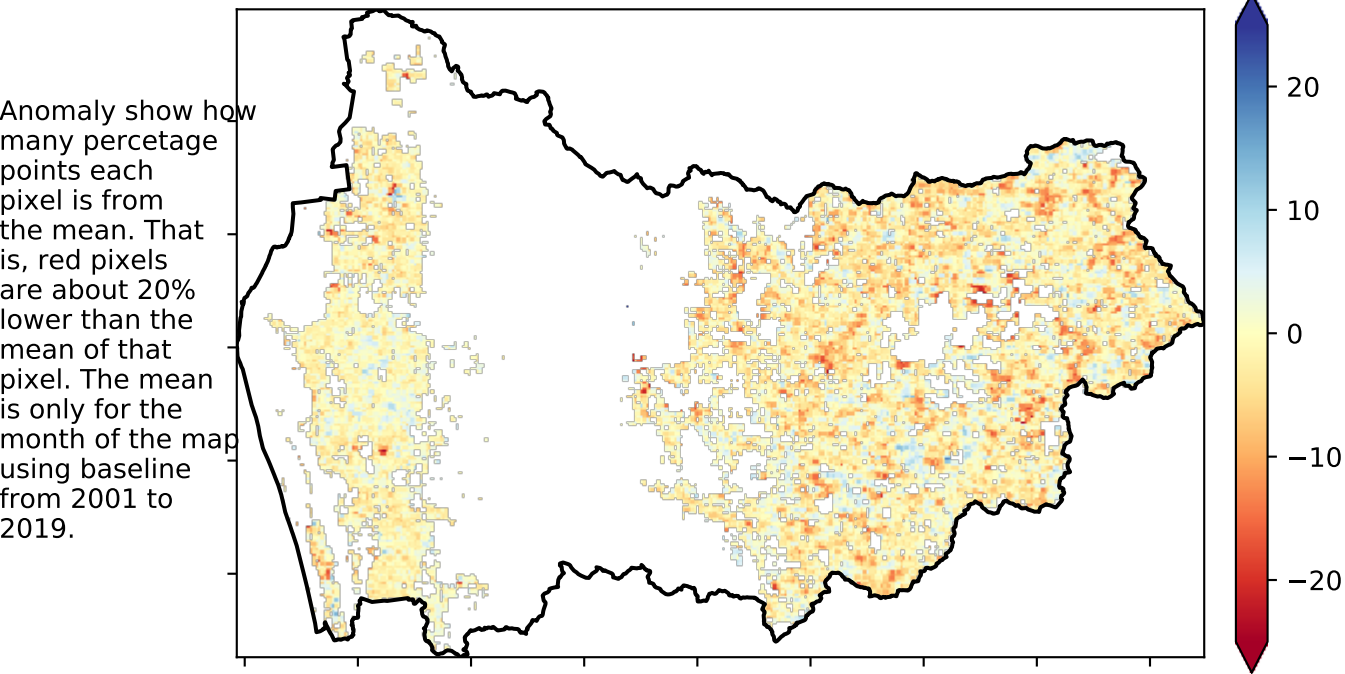 Anomaly show how
many percetage
points each
pixel is from
the mean. That
is, red pixels
are about 20%
lower than the
mean of that
pixel. The mean
is only for the
month of the map
using baseline
from 2001 to
2019.
20
10
0
−10
−20